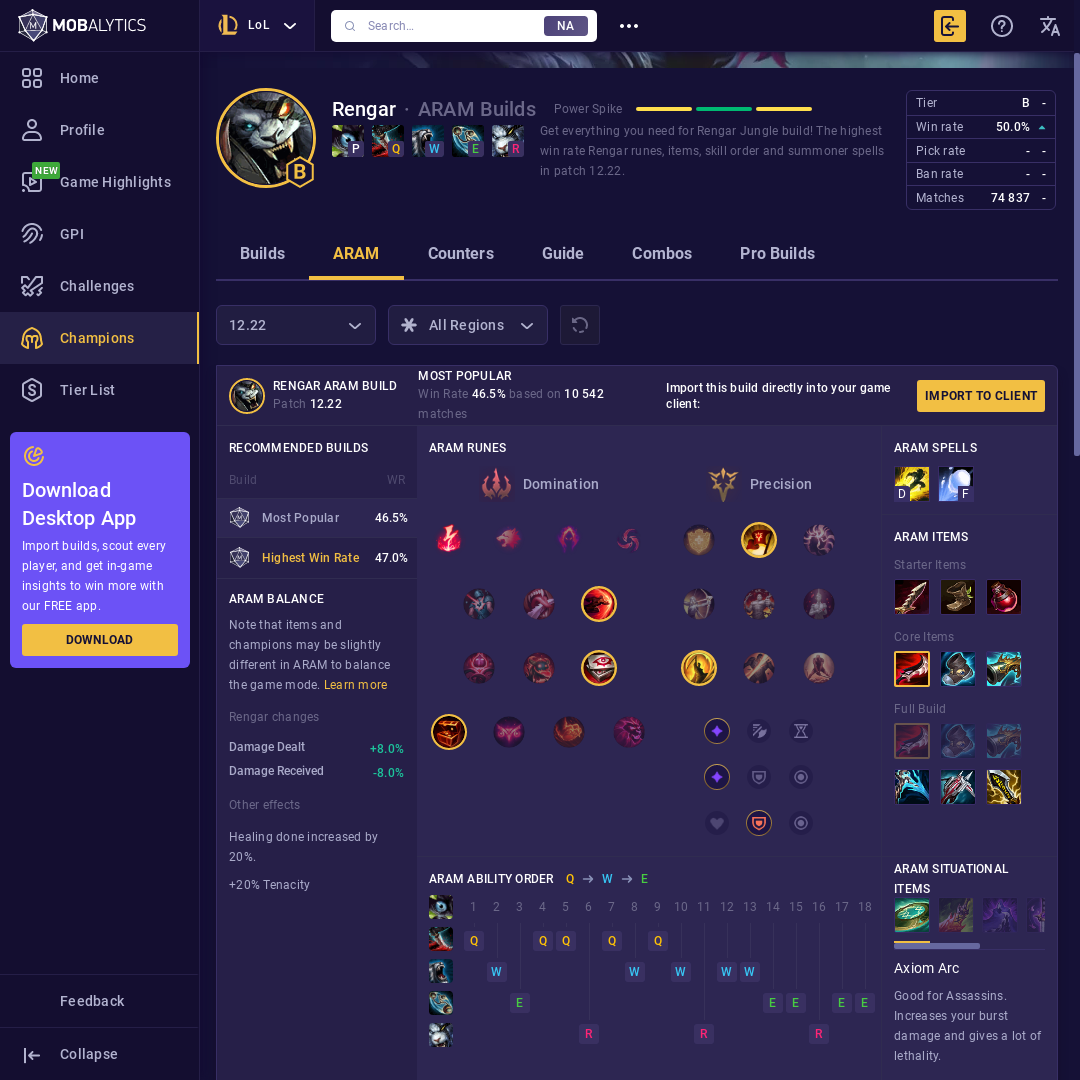 MOBALYTICS
LoL
Search...
NA
Home
Profile
NEW
Game Highlights
GPI
Challenges
Champions
Tier List
Download
Desktop App
Import builds, scout every
player, and get in-game
insights to win more with
our FREE app.
DOWNLOAD
Feedback
Collapse
B
Rengar · ARAM Builds
Power Spike
P
Q
W
E
R
Get everything you need for Rengar Jungle build! The highest
win rate Rengar runes, items, skill order and summoner spells
in patch 12.22.
Tier B -
Win rate 50.0%
Pick rate - -
Ban rate - -
Matches 74 837 -
Builds
ARAM
Counters
Guide
Combos
Pro Builds
12.22
All Regions
RENGAR ARAM BUILD
Patch 12.22
MOST POPULAR
Win Rate 46.5% based on 10 542
matches
Import this build directly into your game
client:
IMPORT TO CLIENT
RECOMMENDED BUILDS
Build WR
Most Popular 46.5%
Highest Win Rate 47.0%
ARAM BALANCE
Note that items and
champions may be slightly
different in ARAM to balance
the game mode. Learn more
Rengar changes
Damage Dealt +8.0%
Damage Received -8.0%
Other effects
Healing done increased by
20%.
+20% Tenacity
ARAM RUNES
Domination
Precision
ARAM ABILITY ORDER Q W E
1 2 3 4 5 6 7 8 9 10 11 12 13 14 15 16 17 18
Q Q Q Q Q
W W W W W
E E E E E
R R R
ARAM SPELLS
D
F
ARAM ITEMS
Starter Items
Core Items
Full Build
ARAM SITUATIONAL
ITEMS
Axiom Arc
Good for Assassins.
Increases your burst
damage and gives a lot of
lethality.